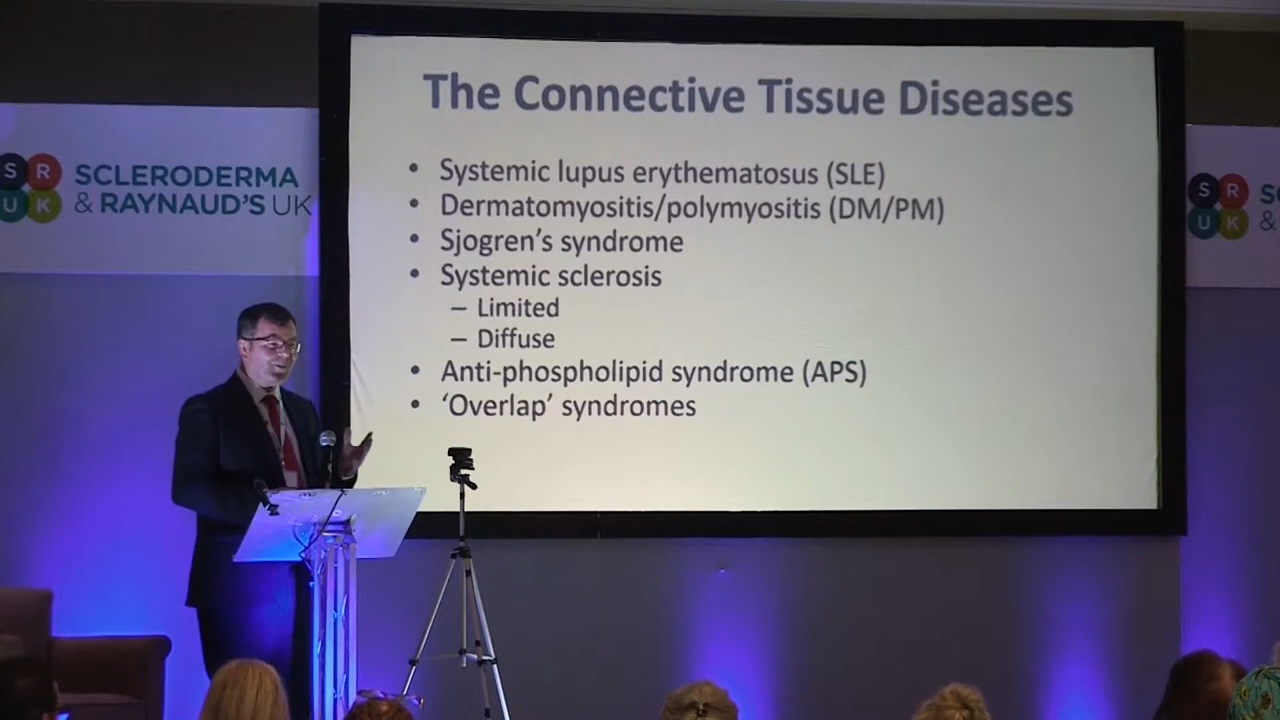 The Connective Tissue Diseases
• Systemic lupus erythematosus (SLE)
• Dermatomyositis/polymyositis (DM/PM)
• Sjogren's syndrome
• Systemic sclerosis
– Limited
– Diffuse
• Anti-phospholipid syndrome (APS)
• ‘Overlap’ syndromes
S R
U K
SCLERODERMA
& RAYNAUD'S UK
S R
U K
S
&